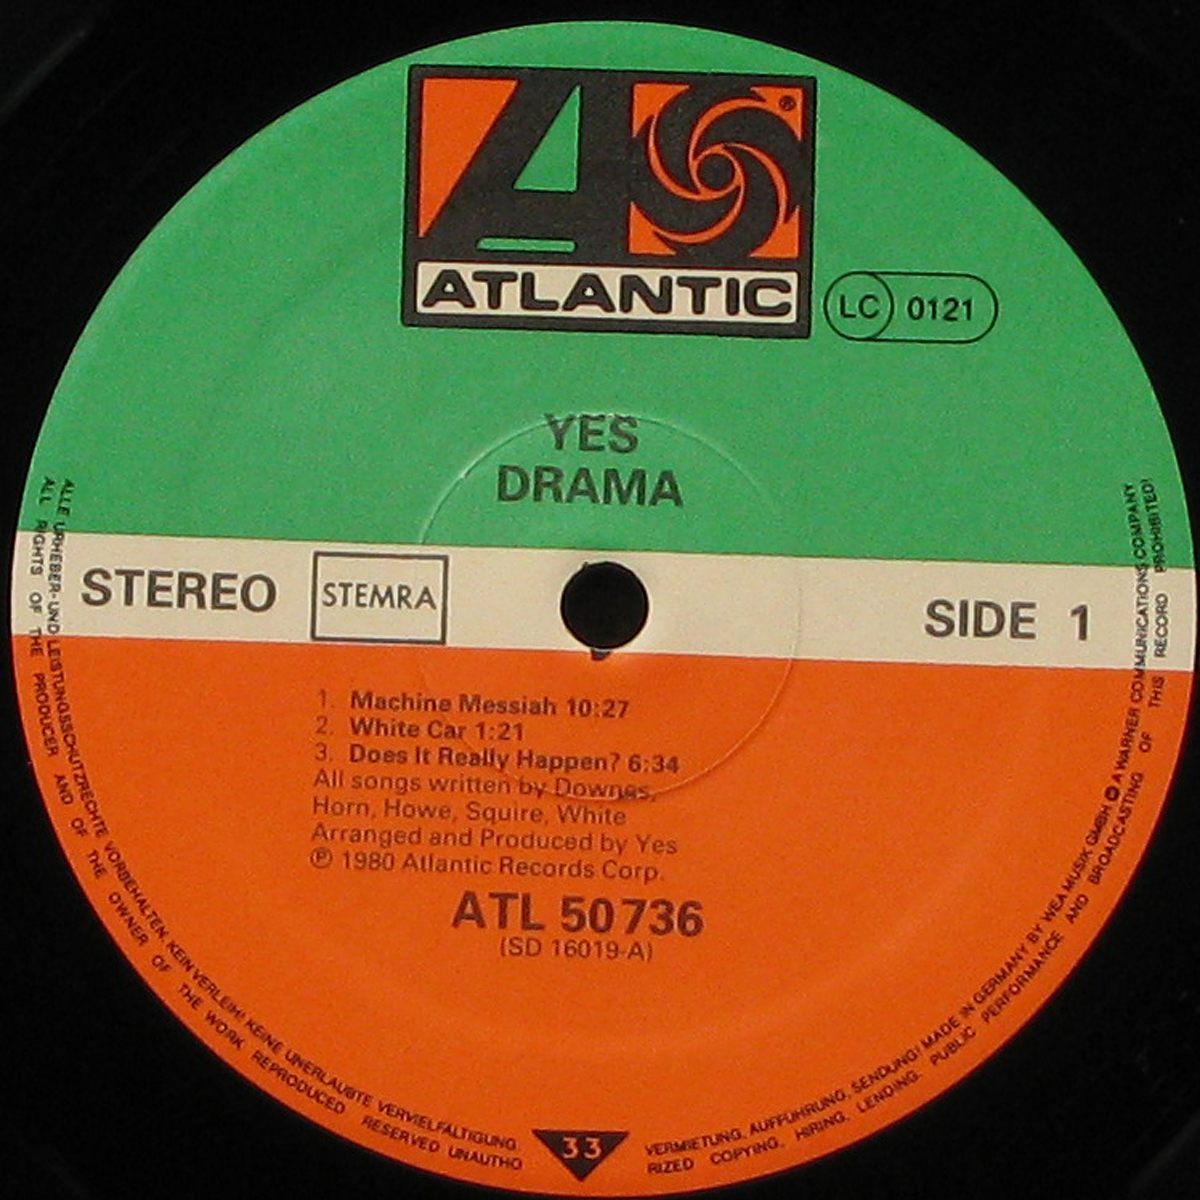 ATLANTIC
®
LC 0121
YES
DRAMA
STEREO
STEMRA
SIDE 1
1. Machine Messiah 10:27
2. White Car 1:21
3. Does It Really Happen? 6:34
All songs written by Downes,
Horn, Howe, Squire, White
Arranged and Produced by Yes
℗ 1980 Atlantic Records Corp.
ATL 50 736
(SD 16019-A)
ALLE URHEBER- UND LEISTUNGSSCHUTZRECHTE VORBEHALTEN. KEIN VERLEIH! KEINE UNERLAUBTE VERVIELFÄLTIGUNG,
VERMIETUNG, AUFFÜHRUNG, SENDUNG! MADE IN GERMANY BY WEA MUSIK GMBH A WARNER COMMUNICATIONS COMPANY
ALL RIGHTS OF THE PRODUCER AND OF THE OWNER OF THE WORK REPRODUCED RESERVED UNAUTHO
RIZED COPYING, HIRING, LENDING, PUBLIC PERFORMANCE AND BROADCASTING OF THIS RECORD PROHIBITED!
33